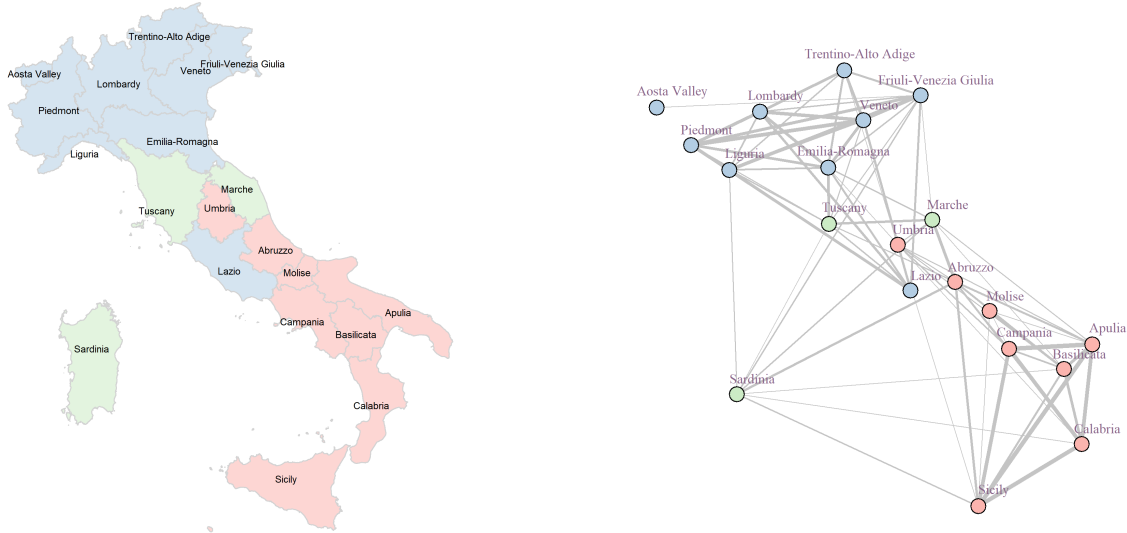 Trentino-Alto Adige
Friuli-Venezia Giulia
Veneto
Aosta Valley
Lombardy
Piedmont
Emilia-Romagna
Liguria
Marche
Umbria
Tuscany
Abruzzo
Lazio
Molise
Apulia
Campania
Basilicata
Sardinia
Calabria
Sicily
Trentino-Alto Adige
Friuli-Venezia Giulia
Aosta Valley
Lombardy
Veneto
Piedmont
Liguria
Emilia-Romagna
Tuscany
Marche
Umbria
Abruzzo
Lazio
Molise
Campania
Apulia
Basilicata
Sardinia
Calabria
Sicily